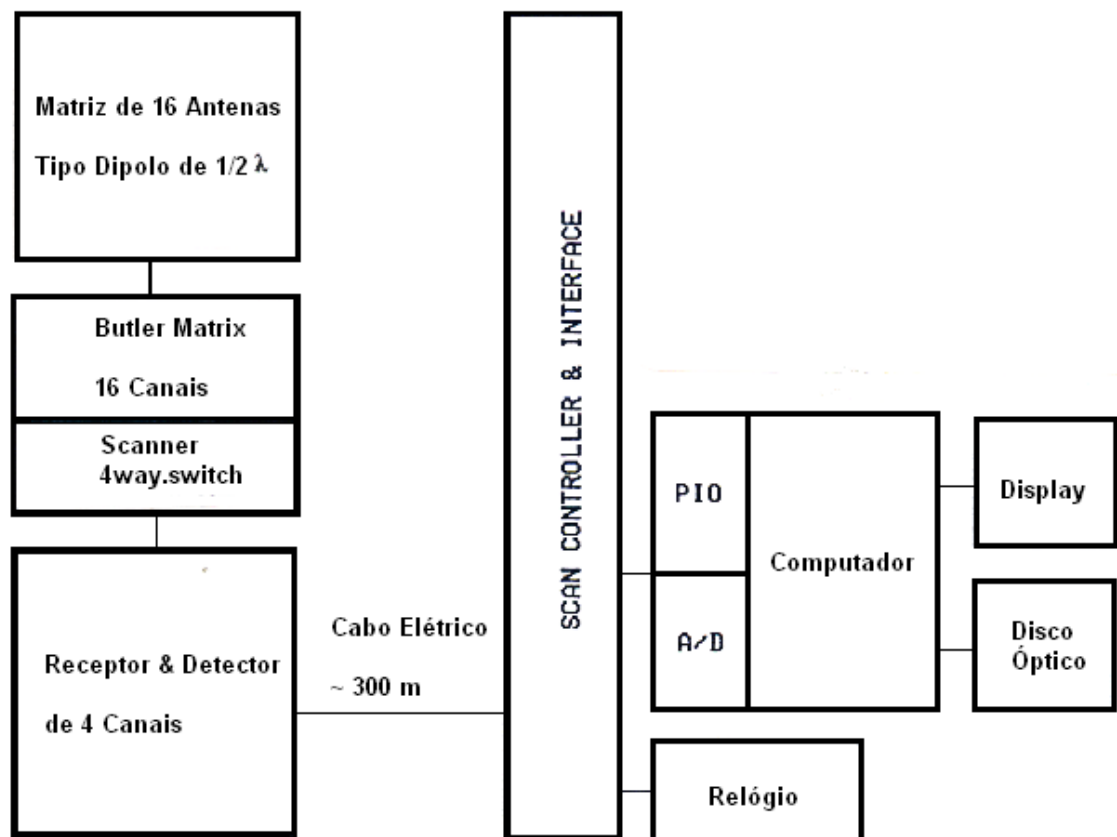 Matriz de 16 Antenas
Tipo Dipolo de 1/2 λ
Butler Matrix
16 Canais
Scanner
4way.switch
Receptor & Detector
de 4 Canais
Cabo Elétrico
~ 300 m
SCAN CONTROLLER & INTERFACE
PIO
A/D
Computador
Display
Disco
Óptico
Relógio